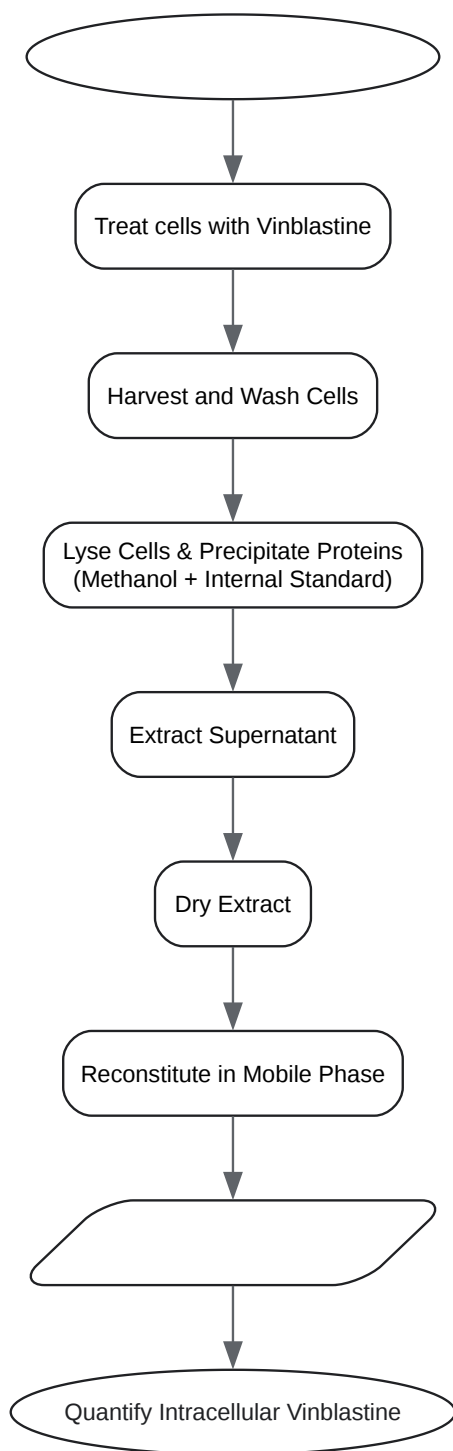 Treat cells with Vinblastine
Harvest and Wash Cells
Lyse Cells & Precipitate Proteins
(Methanol + Internal Standard)
Extract Supernatant
Dry Extract
Reconstitute in Mobile Phase
Quantify Intracellular Vinblastine